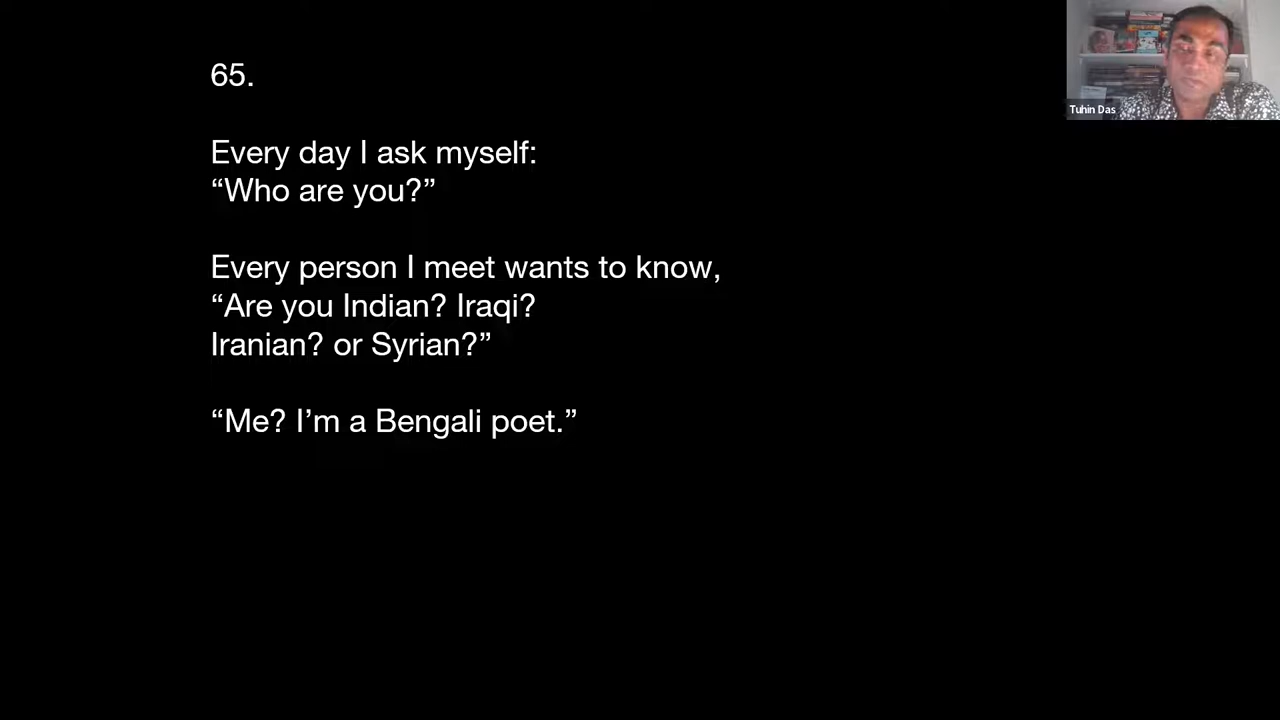 65.
Every day I ask myself:
“Who are you?”
Every person I meet wants to know,
“Are you Indian? Iraqi?
Iranian? or Syrian?”
“Me? I’m a Bengali poet.”
Tuhin Das